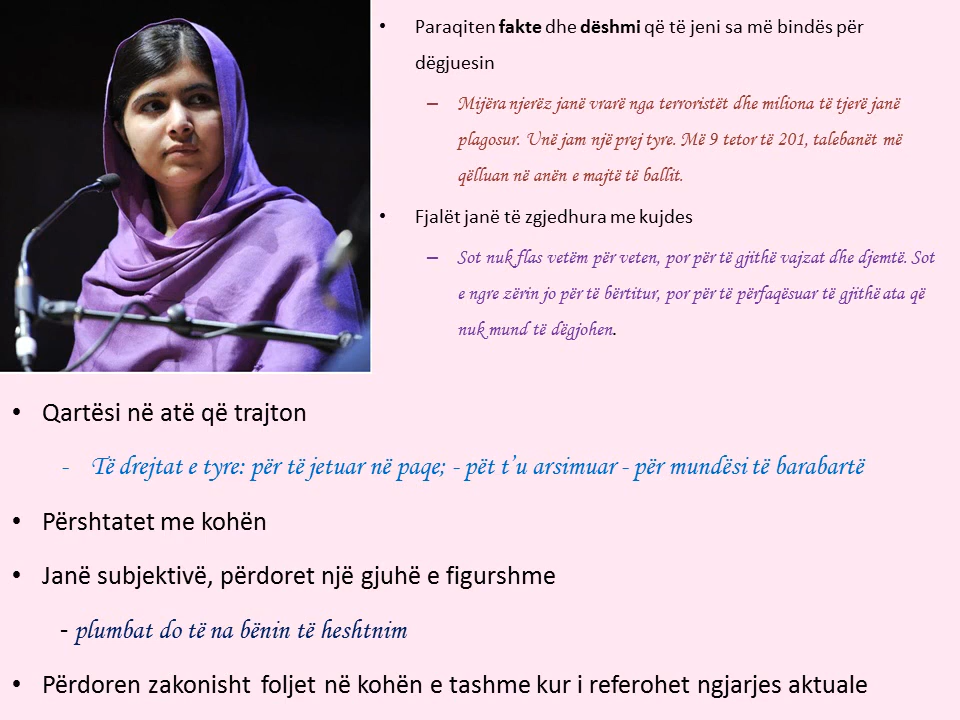 • Paraqiten fakte dhe dëshmi që të jeni sa më bindës për
dëgjuesin
– Mijëra njerëz janë vrarë nga terroristët dhe miliona të tjerë janë
plagosur. Unë jam një prej tyre. Më 9 tetor të 201, talebanët më
qëlluan në anën e majtë të ballit.
• Fjalët janë të zgjedhura me kujdes
– Sot nuk flas vetëm për veten, por për të gjithë vajzat dhe djemtë. Sot
e ngre zërin jo për të bërtitur, por për të përfaqësuar të gjithë ata që
nuk mund të dëgjohen.
• Qartësi në atë që trajton
- Të drejtat e tyre: për të jetuar në paqe; - pët t’u arsimuar - për mundësi të barabartë
• Përshtatet me kohën
• Janë subjektivë, përdoret një gjuhë e figurshme
- plumbat do të na bënin të heshtnim
• Përdoren zakonisht foljet në kohën e tashme kur i referohet ngjarjes aktuale